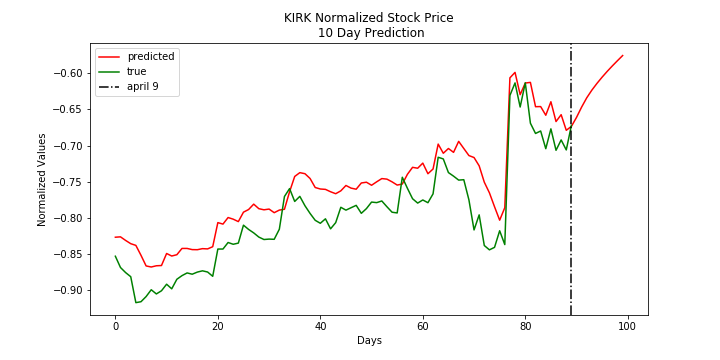 KIRK Normalized Stock Price
10 Day Prediction
predicted
true
april 9
Normalized Values
−0.60
−0.65
−0.70
−0.75
−0.80
−0.85
−0.90
0 20 40 60 80 100
Days